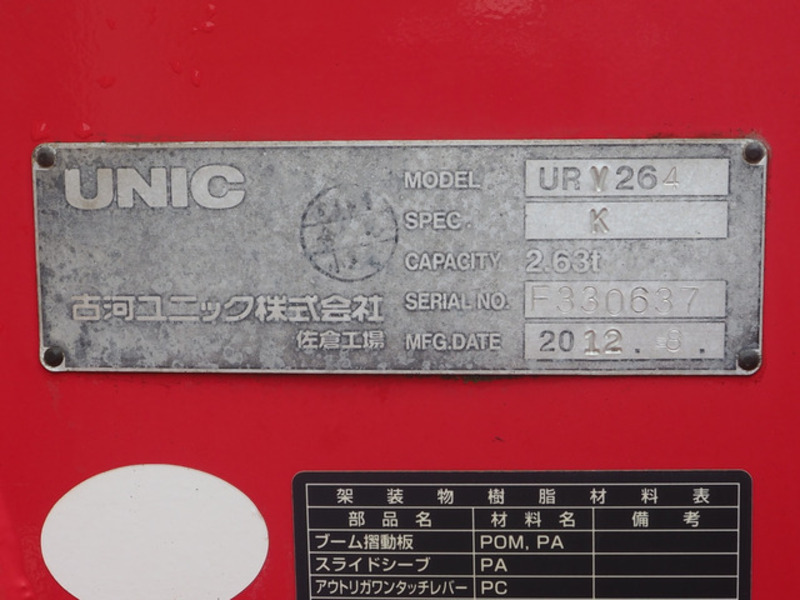 UNIC
MODEL URV264
SPEC. K
CAPACITY 2.63t
古河ユニック株式会社 SERIAL NO. F330637
佐倉工場 MFG.DATE 2012.8.
架装物樹脂材料表
部品名 材料名 備考
ブーム摺動板 POM, PA
スライドシーブ PA
アウトリガワンタッチレバー PC